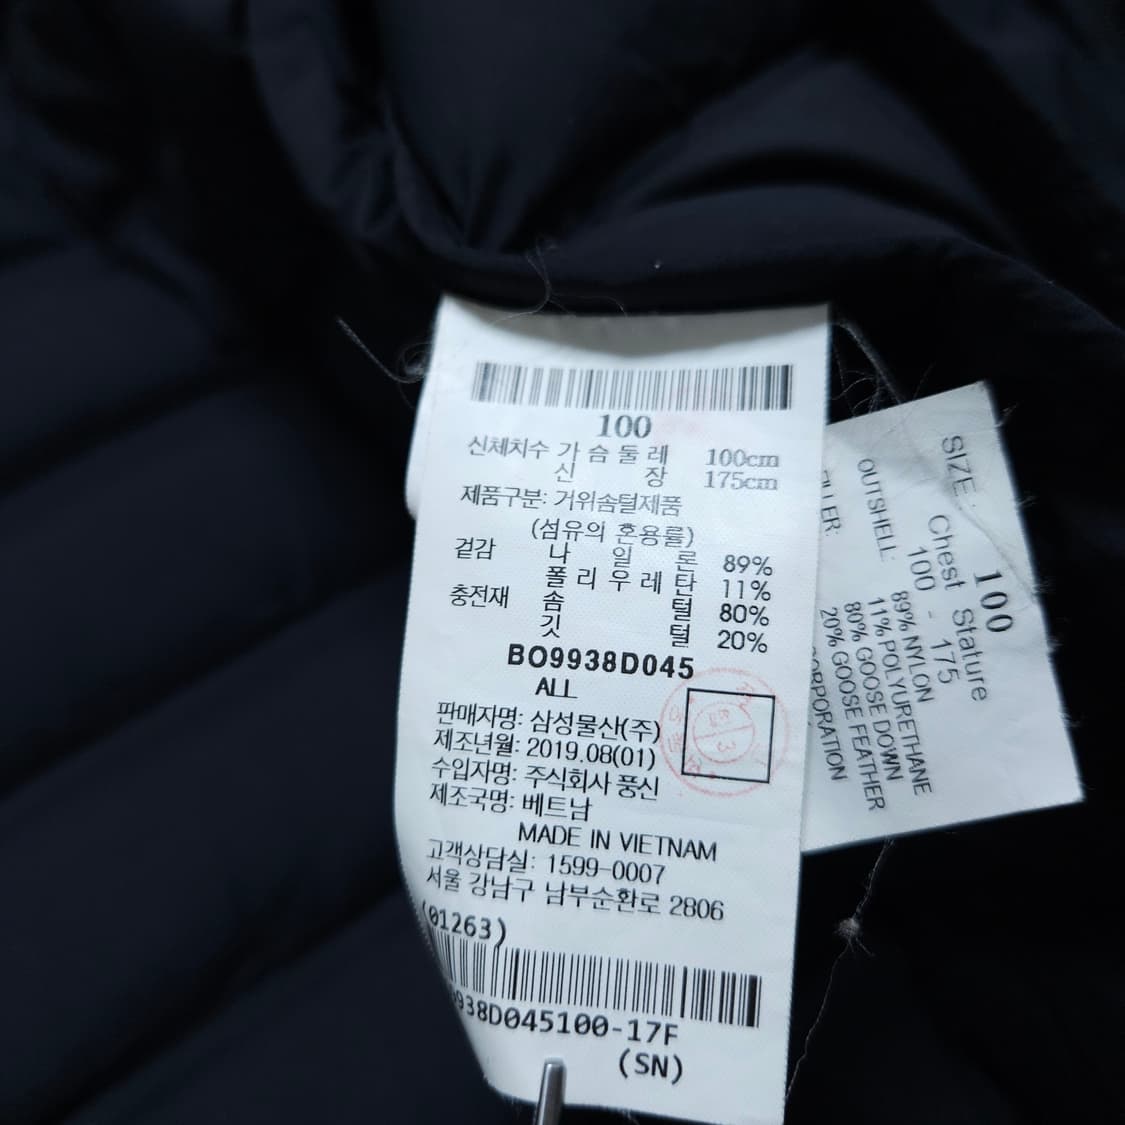 100
신체치수 가슴둘레 100cm
신장 175cm
제품구분: 거위솜털제품
(섬유의 혼용률)
겉감 나일론 89%
폴리우레탄 11%
충전재 솜털 80%
깃털 20%
BO9938D045
ALL
판매자명: 삼성물산(주)
제조년월: 2019.08(01)
수입자명: 주식회사 풍신
제조국명: 베트남
MADE IN VIETNAM
고객상담실: 1599-0007
서울 강남구 남부순환로 2806
(01263)
9938D045100-17F
(SN)
SIZE: 100
Chest Stature
100 - 175
OUTSHELL: 89% NYLON
11% POLYURETHANE
80% GOOSE DOWN
20% GOOSE FEATHER